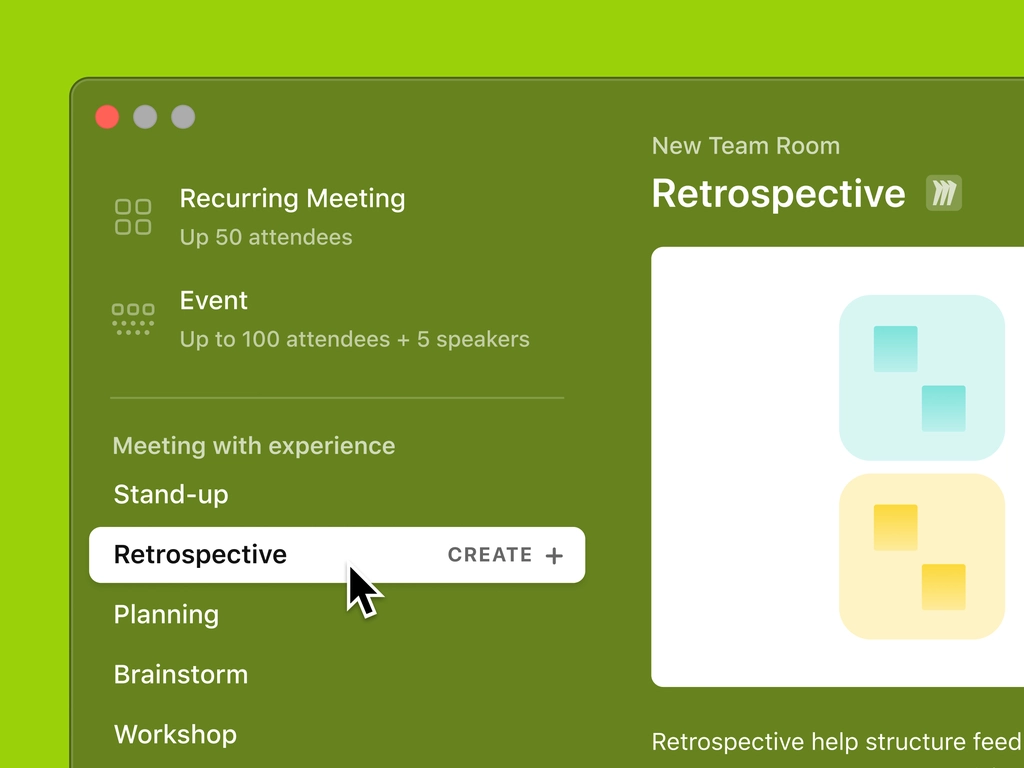 Recurring Meeting
Up 50 attendees
Event
Up to 100 attendees + 5 speakers
Meeting with experience
Stand-up
Retrospective CREATE +
Planning
Brainstorm
Workshop
New Team Room
Retrospective
Retrospective help structure feed